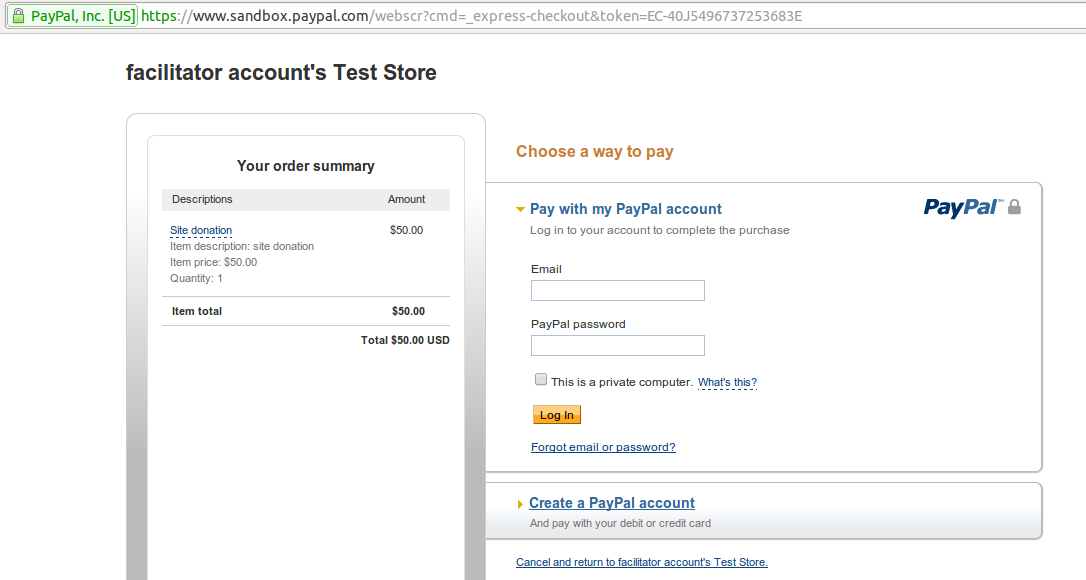 PayPal, Inc. [US] https://www.sandbox.paypal.com/webscr?cmd=_express-checkout&token=EC-40J5496737253683E
facilitator account's Test Store
Your order summary
Descriptions Amount
Site donation $50.00
Item description: site donation
Item price: $50.00
Quantity: 1
Item total $50.00
Total $50.00 USD
Choose a way to pay
Pay with my PayPal account PayPal™
Log in to your account to complete the purchase
Email
PayPal password
This is a private computer. What's this?
Log In
Forgot email or password?
Create a PayPal account
And pay with your debit or credit card
Cancel and return to facilitator account's Test Store.